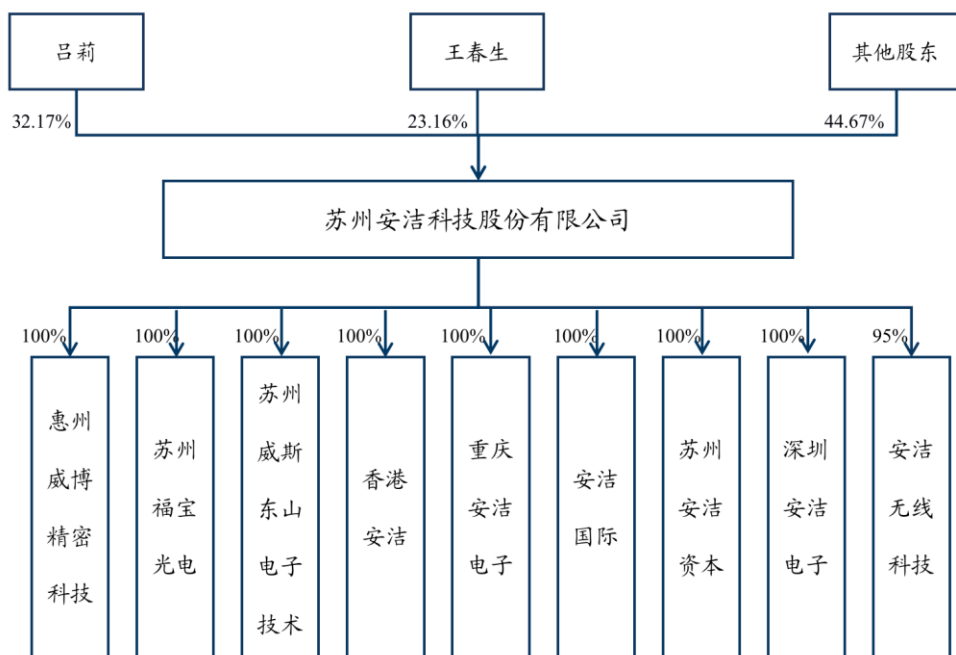 吕莉
王春生
其他股东
32.17%
23.16%
44.67%
苏州安洁科技股份有限公司
100%
100%
100%
100%
100%
100%
100%
100%
95%
惠州
威博
精密
科技
苏州
福宝
光电
苏州
威斯
东山
电子
技术
香港
安洁
重庆
安洁
电子
安洁
国际
苏州
安洁
资本
深圳
安洁
电子
安洁
无线
科技